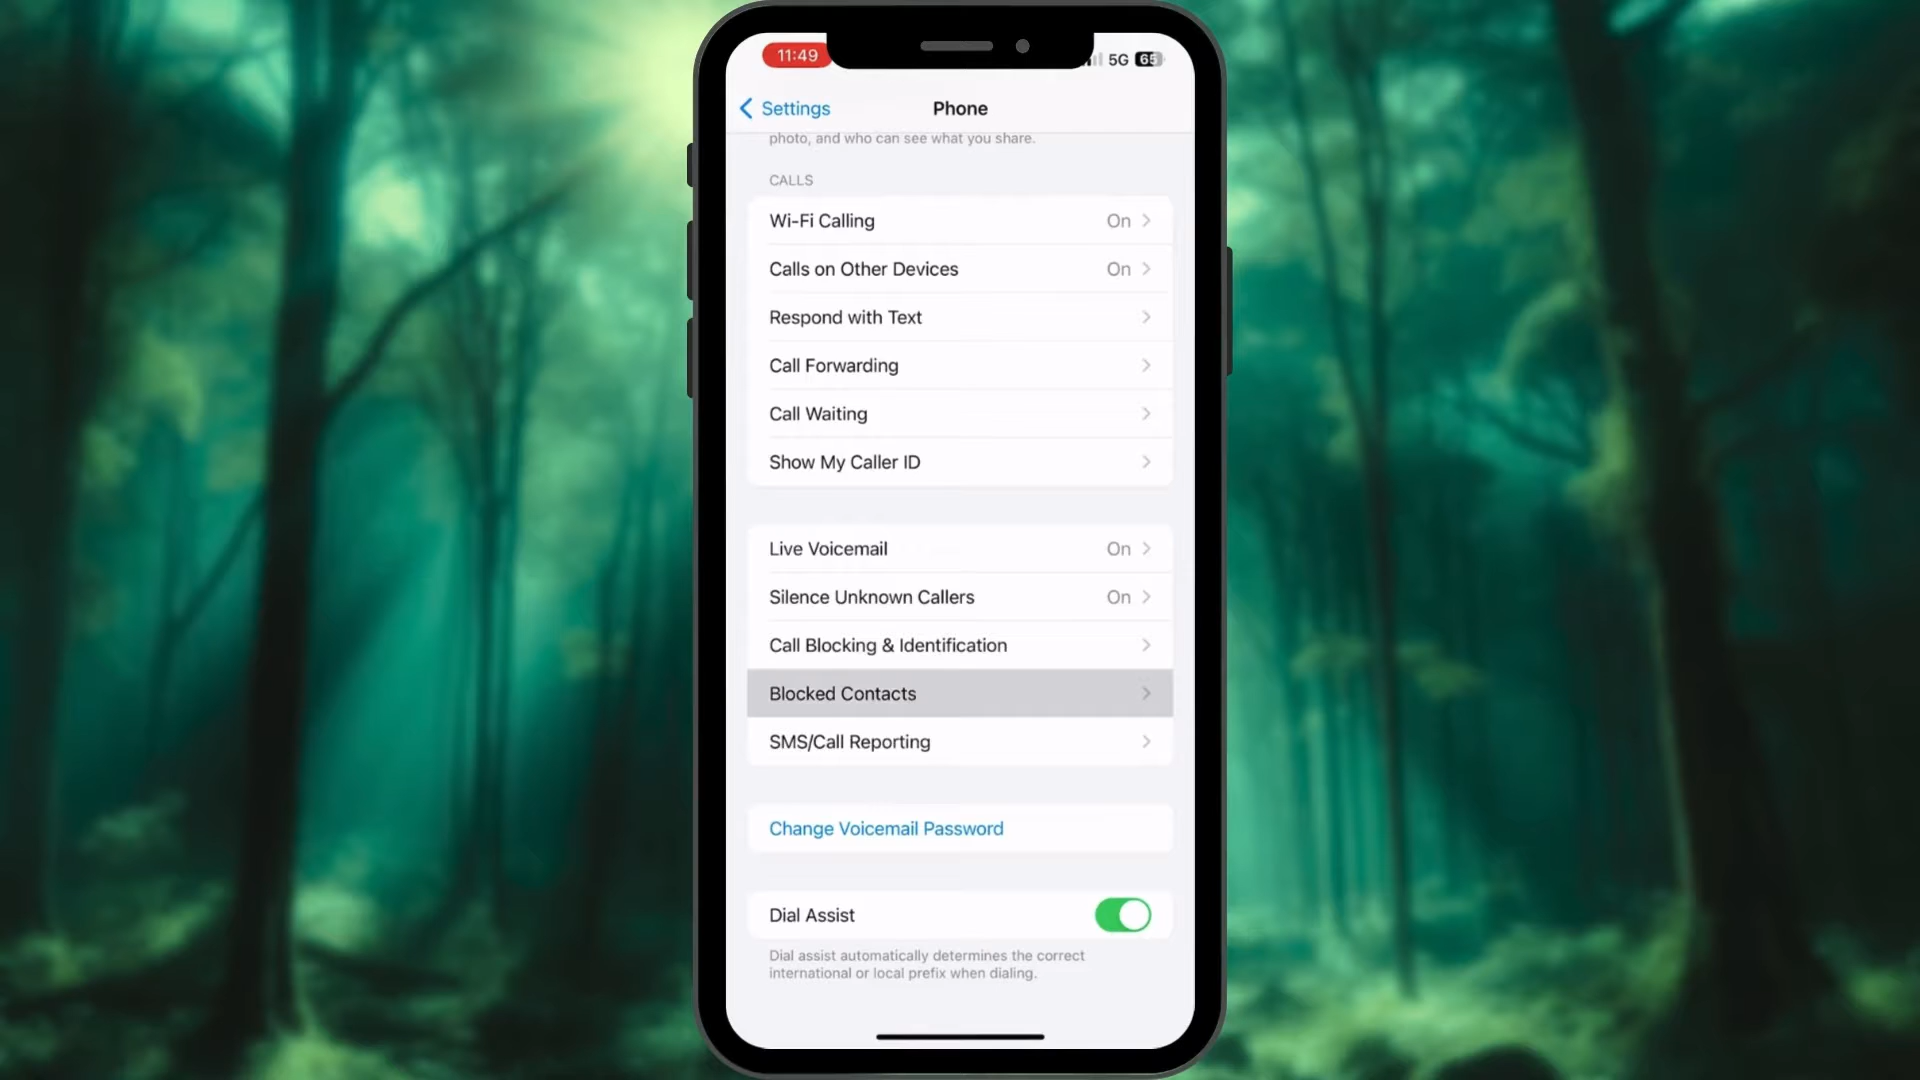 11:49
5G 65
Settings
Phone
photo, and who can see what you share.
CALLS
Wi-Fi Calling On
Calls on Other Devices On
Respond with Text
Call Forwarding
Call Waiting
Show My Caller ID
Live Voicemail On
Silence Unknown Callers On
Call Blocking & Identification
Blocked Contacts
SMS/Call Reporting
Change Voicemail Password
Dial Assist
Dial assist automatically determines the correct
international or local prefix when dialing.